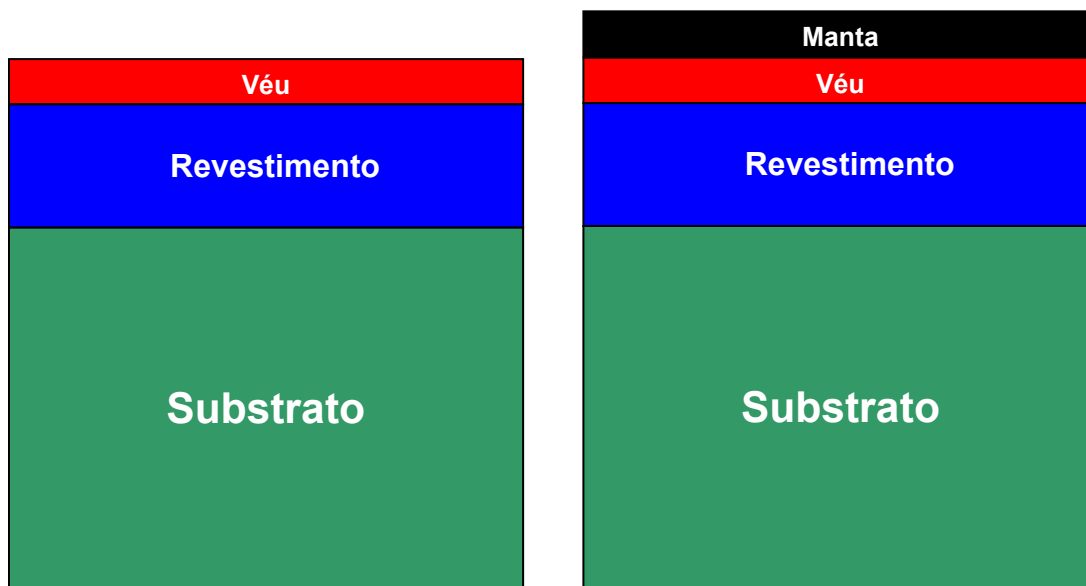 Véu
Revestimento
Substrato
Manta
Véu
Revestimento
Substrato